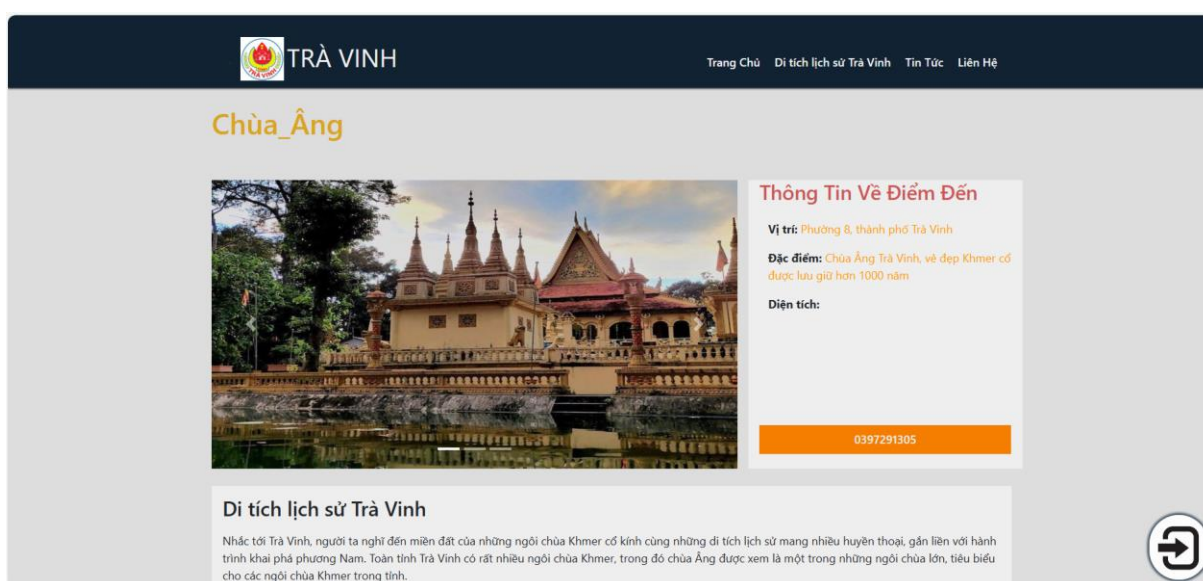 TRÀ VINH
TRÀ VINH
Trang Chủ Di tích lịch sử Trà Vinh Tin Tức Liên Hệ
Chùa_Âng
Thông Tin Về Điểm Đến
Vị trí: Phường 8, thành phố Trà Vinh
Đặc điểm: Chùa Âng Trà Vinh, vẻ đẹp Khmer cổ
được lưu giữ hơn 1000 năm
Diện tích:
0397291305
Di tích lịch sử Trà Vinh
Nhắc tới Trà Vinh, người ta nghĩ đến miền đất của những ngôi chùa Khmer cổ kính cùng những di tích lịch sử mang nhiều huyền thoại, gắn liền với hành
trình khai phá phương Nam. Toàn tỉnh Trà Vinh có rất nhiều ngôi chùa Khmer, trong đó chùa Âng được xem là một trong những ngôi chùa lớn, tiêu biểu
cho các ngôi chùa Khmer trong tỉnh.